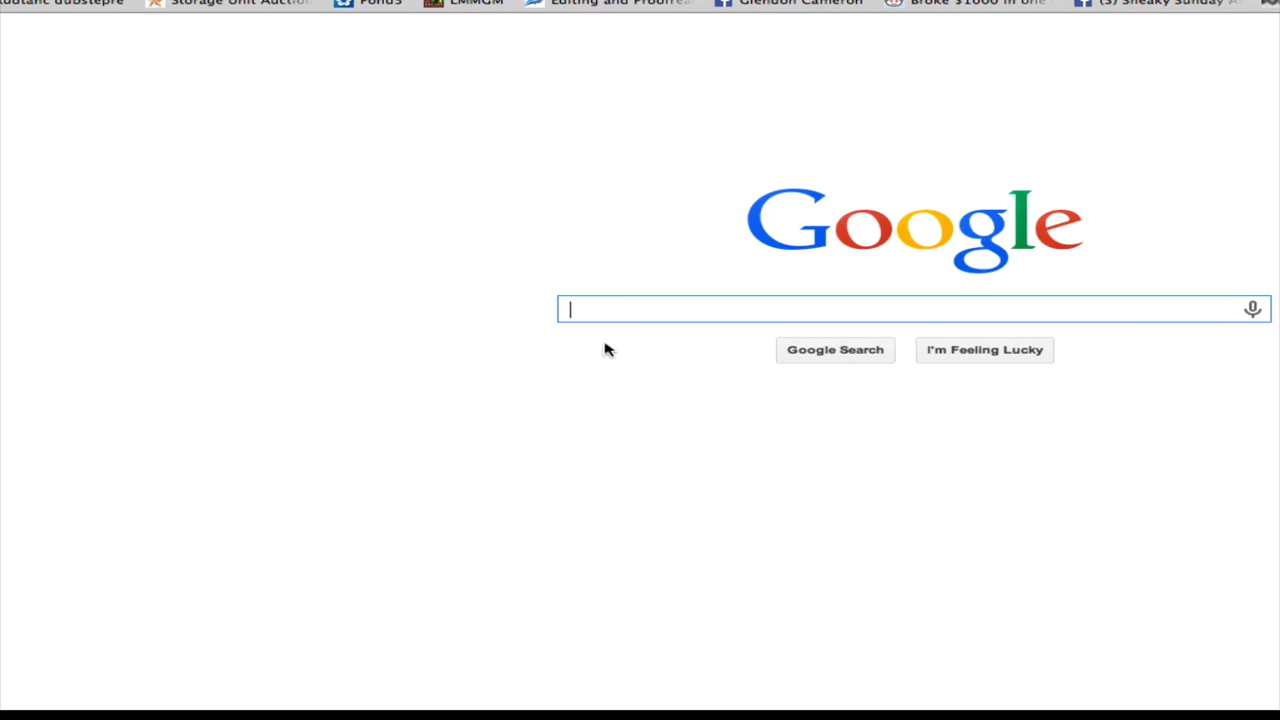 Storage Unit Auction
Pond5
LMMGM
Editing and Proofrea
Glendon Cameron
Broke $1000 in one
(3) Sneaky Sunday A
Google
Google Search
I'm Feeling Lucky